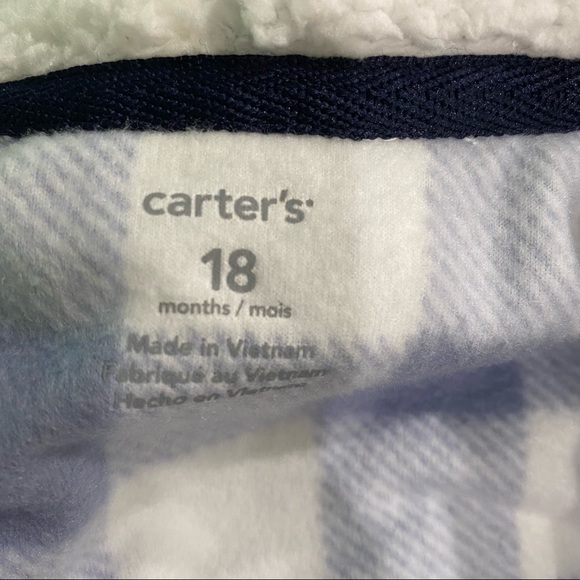 carter's
18
months / mois
Made in Vietnam
Fabriqué au Vietnam
Hecho en Vietnam